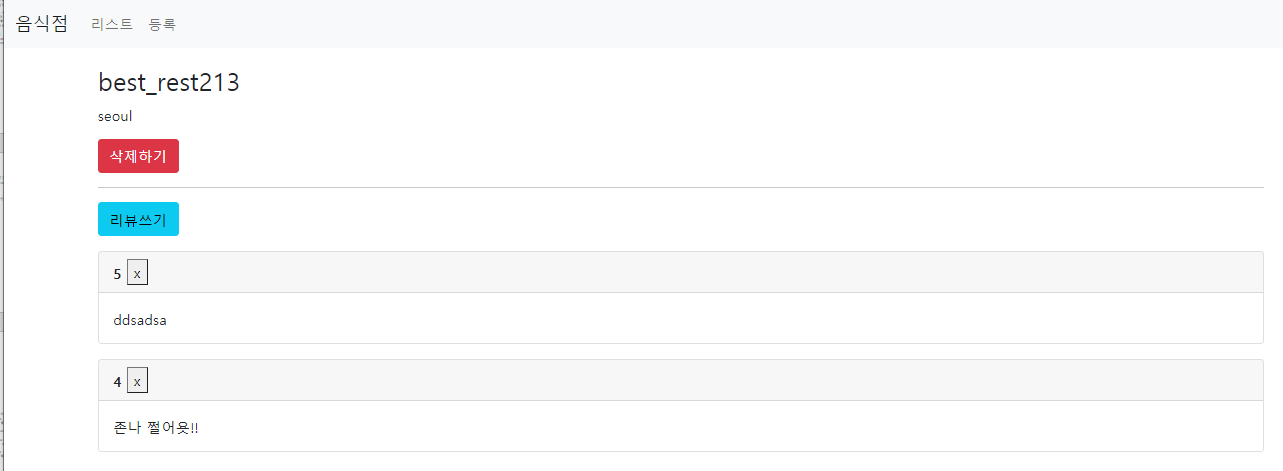 음식점 리스트 등록
best_rest213
seoul
삭제하기
리뷰쓰기
5 x
ddsadsa
4 x
존나 쩔어욧!!